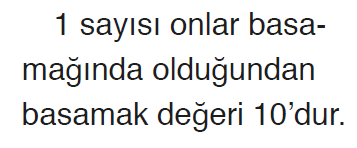 1 sayısı onlar basa-
mağında olduğundan
basamak değeri 10’dur.